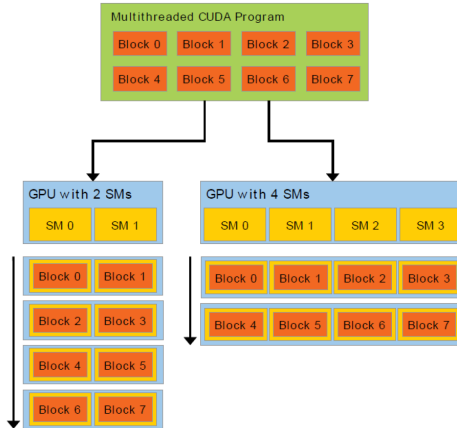 Multithreaded CUDA Program
Block 0 Block 1 Block 2 Block 3
Block 4 Block 5 Block 6 Block 7
GPU with 2 SMs
SM 0 SM 1
Block 0 Block 1
Block 2 Block 3
Block 4 Block 5
Block 6 Block 7
GPU with 4 SMs
SM 0 SM 1 SM 2 SM 3
Block 0 Block 1 Block 2 Block 3
Block 4 Block 5 Block 6 Block 7